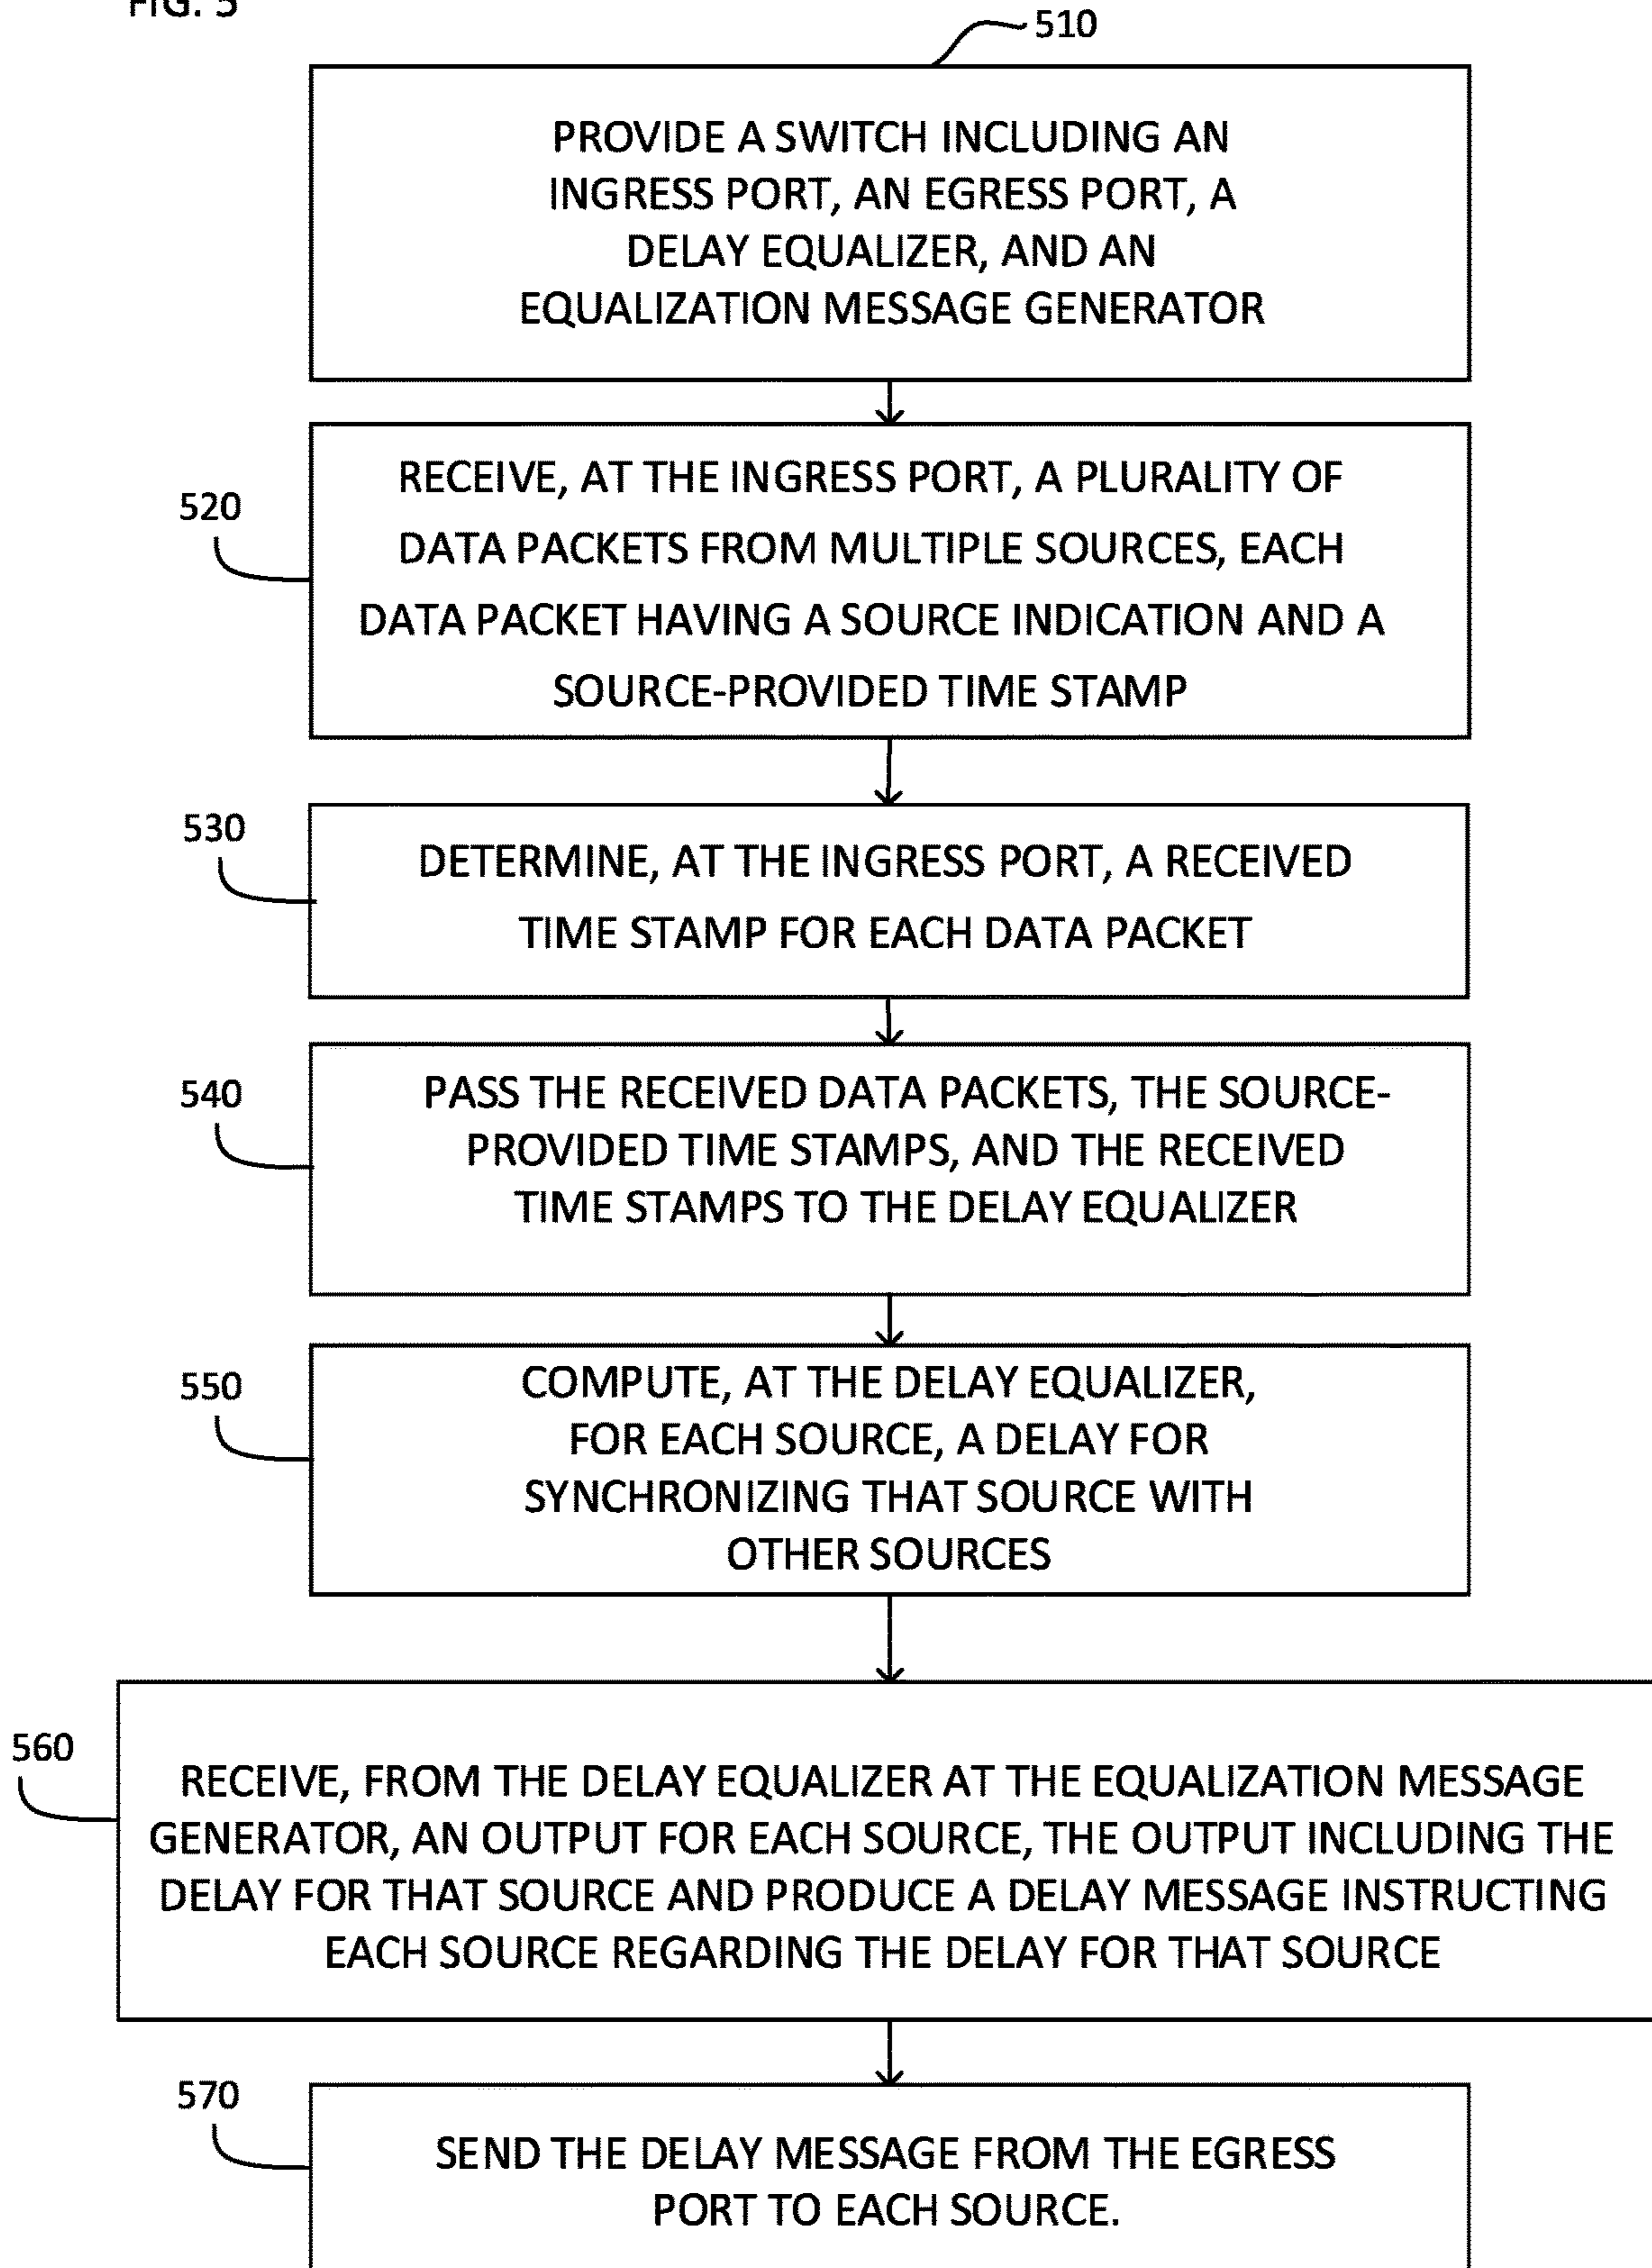 FIG. 5
510
PROVIDE A SWITCH INCLUDING AN
INGRESS PORT, AN EGRESS PORT, A
DELAY EQUALIZER, AND AN
EQUALIZATION MESSAGE GENERATOR
520
RECEIVE, AT THE INGRESS PORT, A PLURALITY OF
DATA PACKETS FROM MULTIPLE SOURCES, EACH
DATA PACKET HAVING A SOURCE INDICATION AND A
SOURCE-PROVIDED TIME STAMP
530
DETERMINE, AT THE INGRESS PORT, A RECEIVED
TIME STAMP FOR EACH DATA PACKET
540
PASS THE RECEIVED DATA PACKETS, THE SOURCE-
PROVIDED TIME STAMPS, AND THE RECEIVED
TIME STAMPS TO THE DELAY EQUALIZER
550
COMPUTE, AT THE DELAY EQUALIZER,
FOR EACH SOURCE, A DELAY FOR
SYNCHRONIZING THAT SOURCE WITH
OTHER SOURCES
560
RECEIVE, FROM THE DELAY EQUALIZER AT THE EQUALIZATION MESSAGE
GENERATOR, AN OUTPUT FOR EACH SOURCE, THE OUTPUT INCLUDING THE
DELAY FOR THAT SOURCE AND PRODUCE A DELAY MESSAGE INSTRUCTING
EACH SOURCE REGARDING THE DELAY FOR THAT SOURCE
570
SEND THE DELAY MESSAGE FROM THE EGRESS
PORT TO EACH SOURCE.